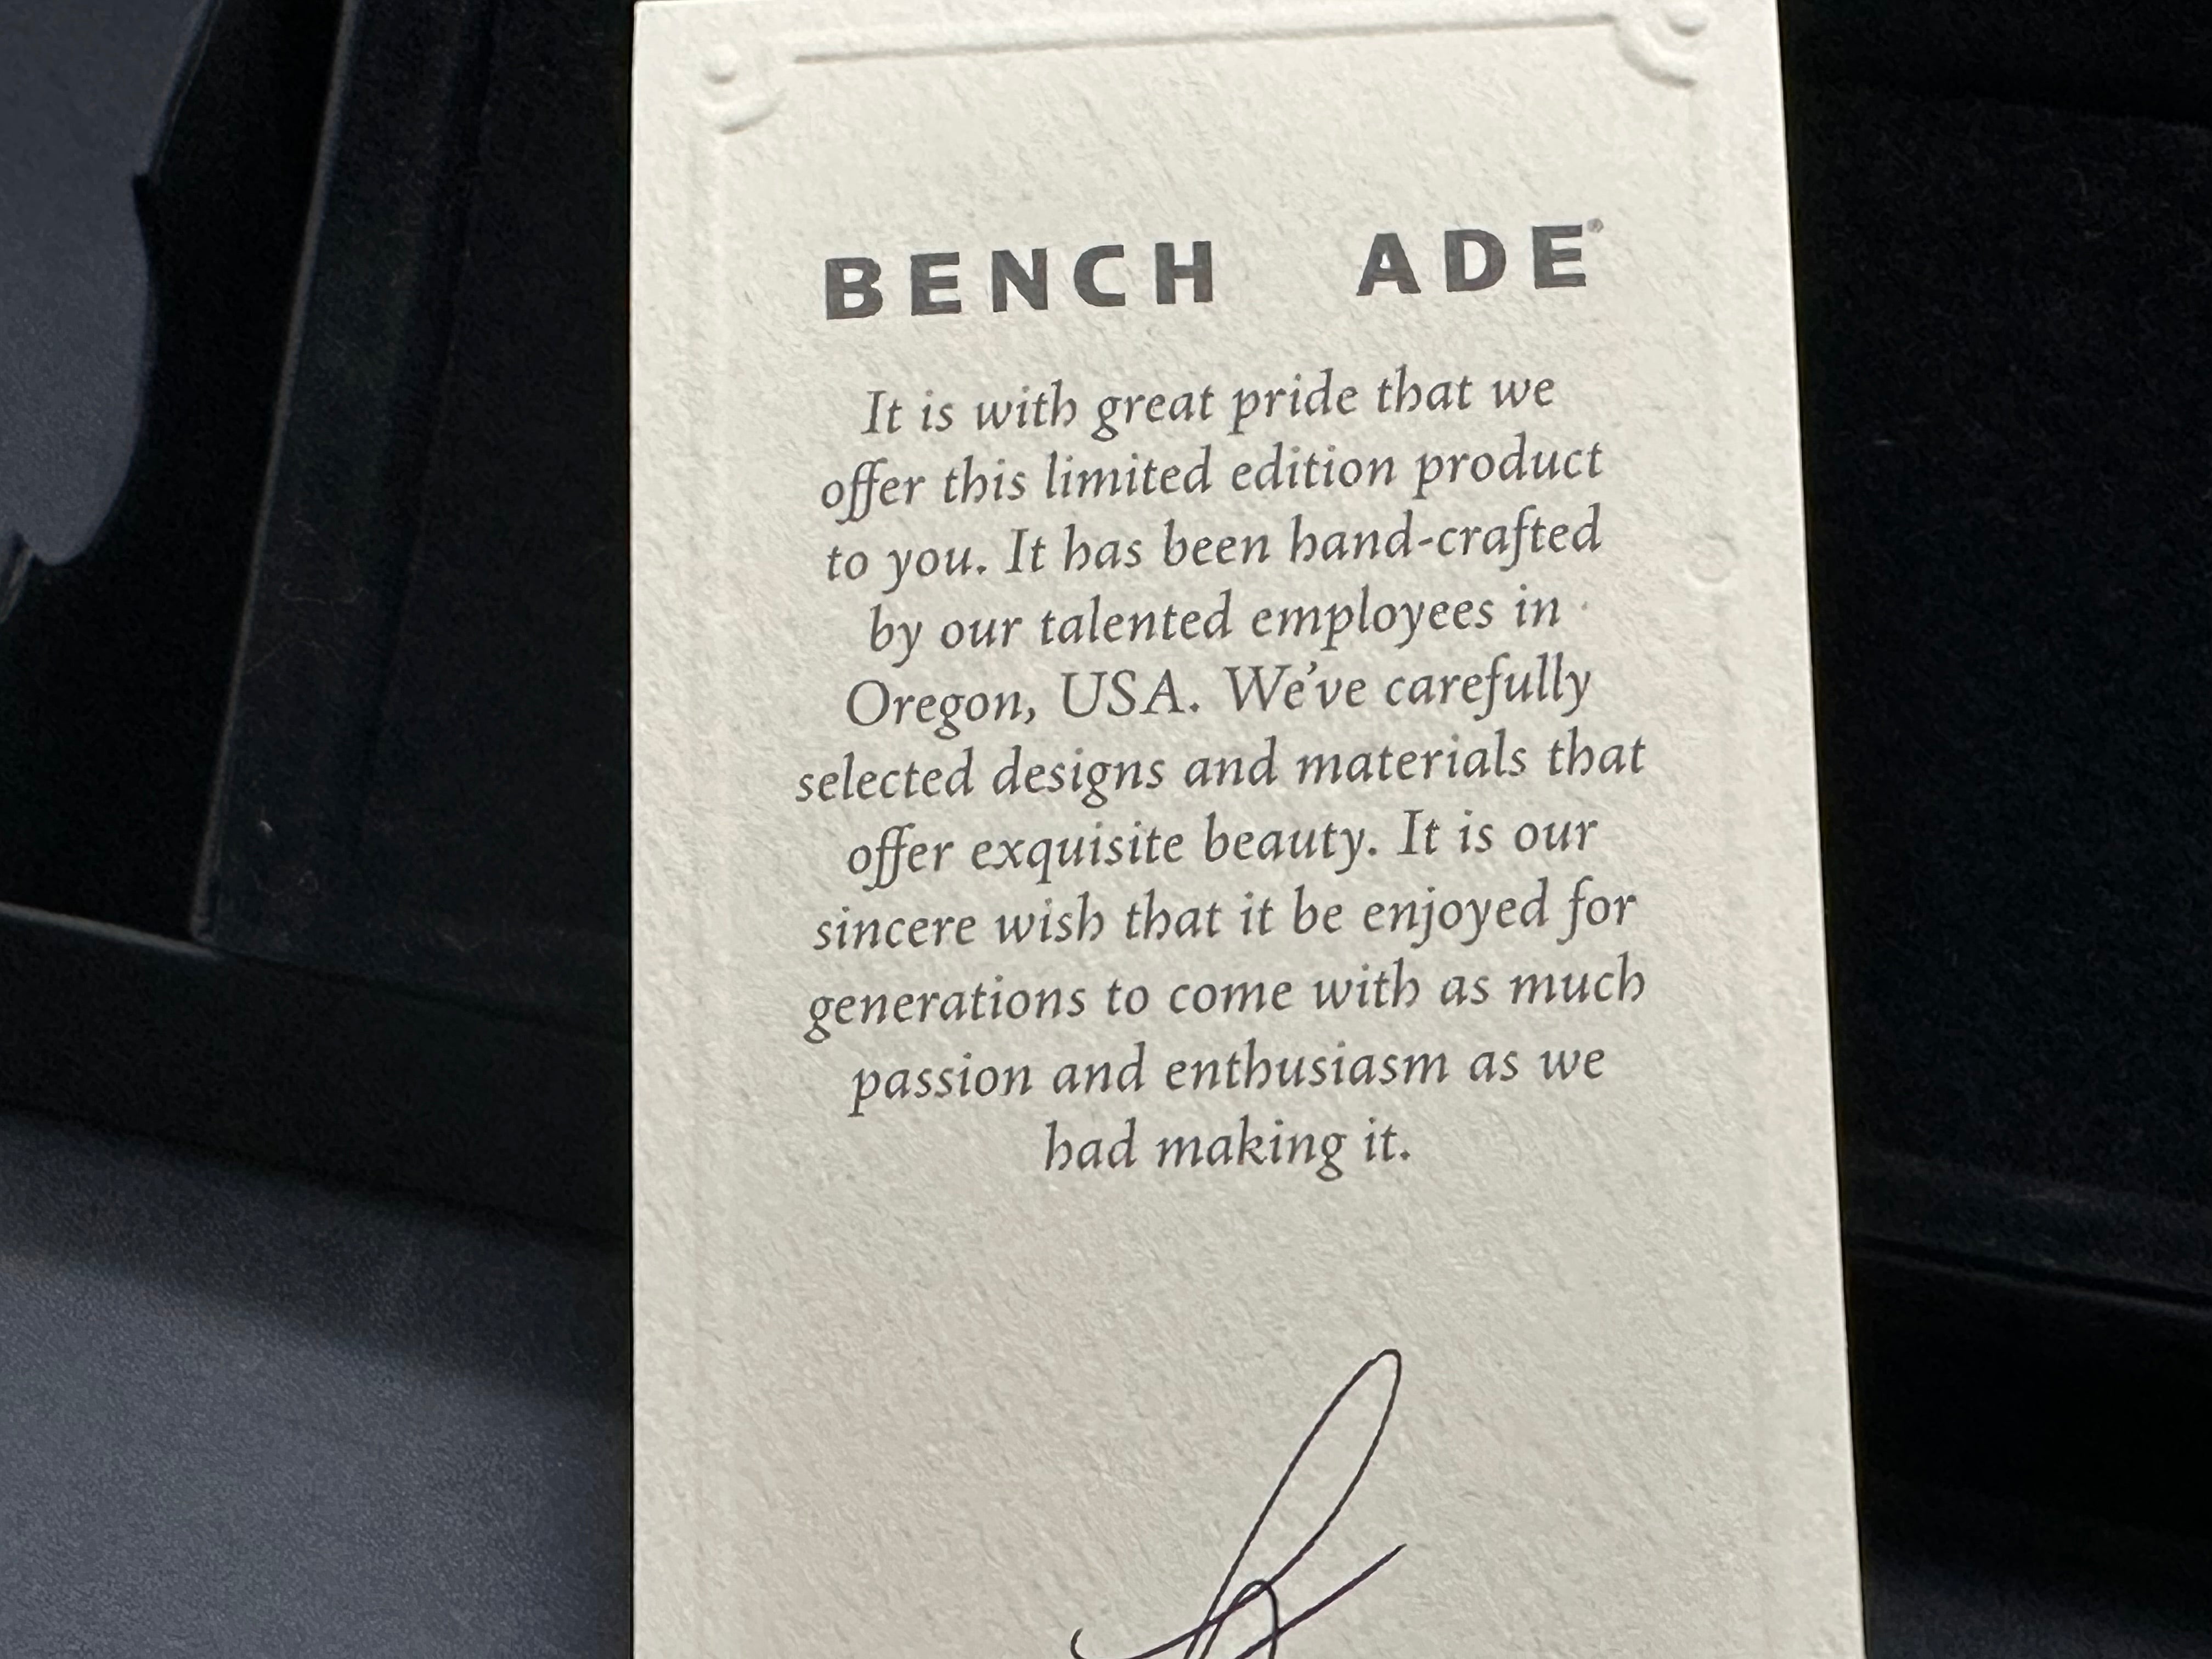 BENCH ADE®
It is with great pride that we
offer this limited edition product
to you. It has been hand-crafted
by our talented employees in
Oregon, USA. We've carefully
selected designs and materials that
offer exquisite beauty. It is our
sincere wish that it be enjoyed for
generations to come with as much
passion and enthusiasm as we
had making it.